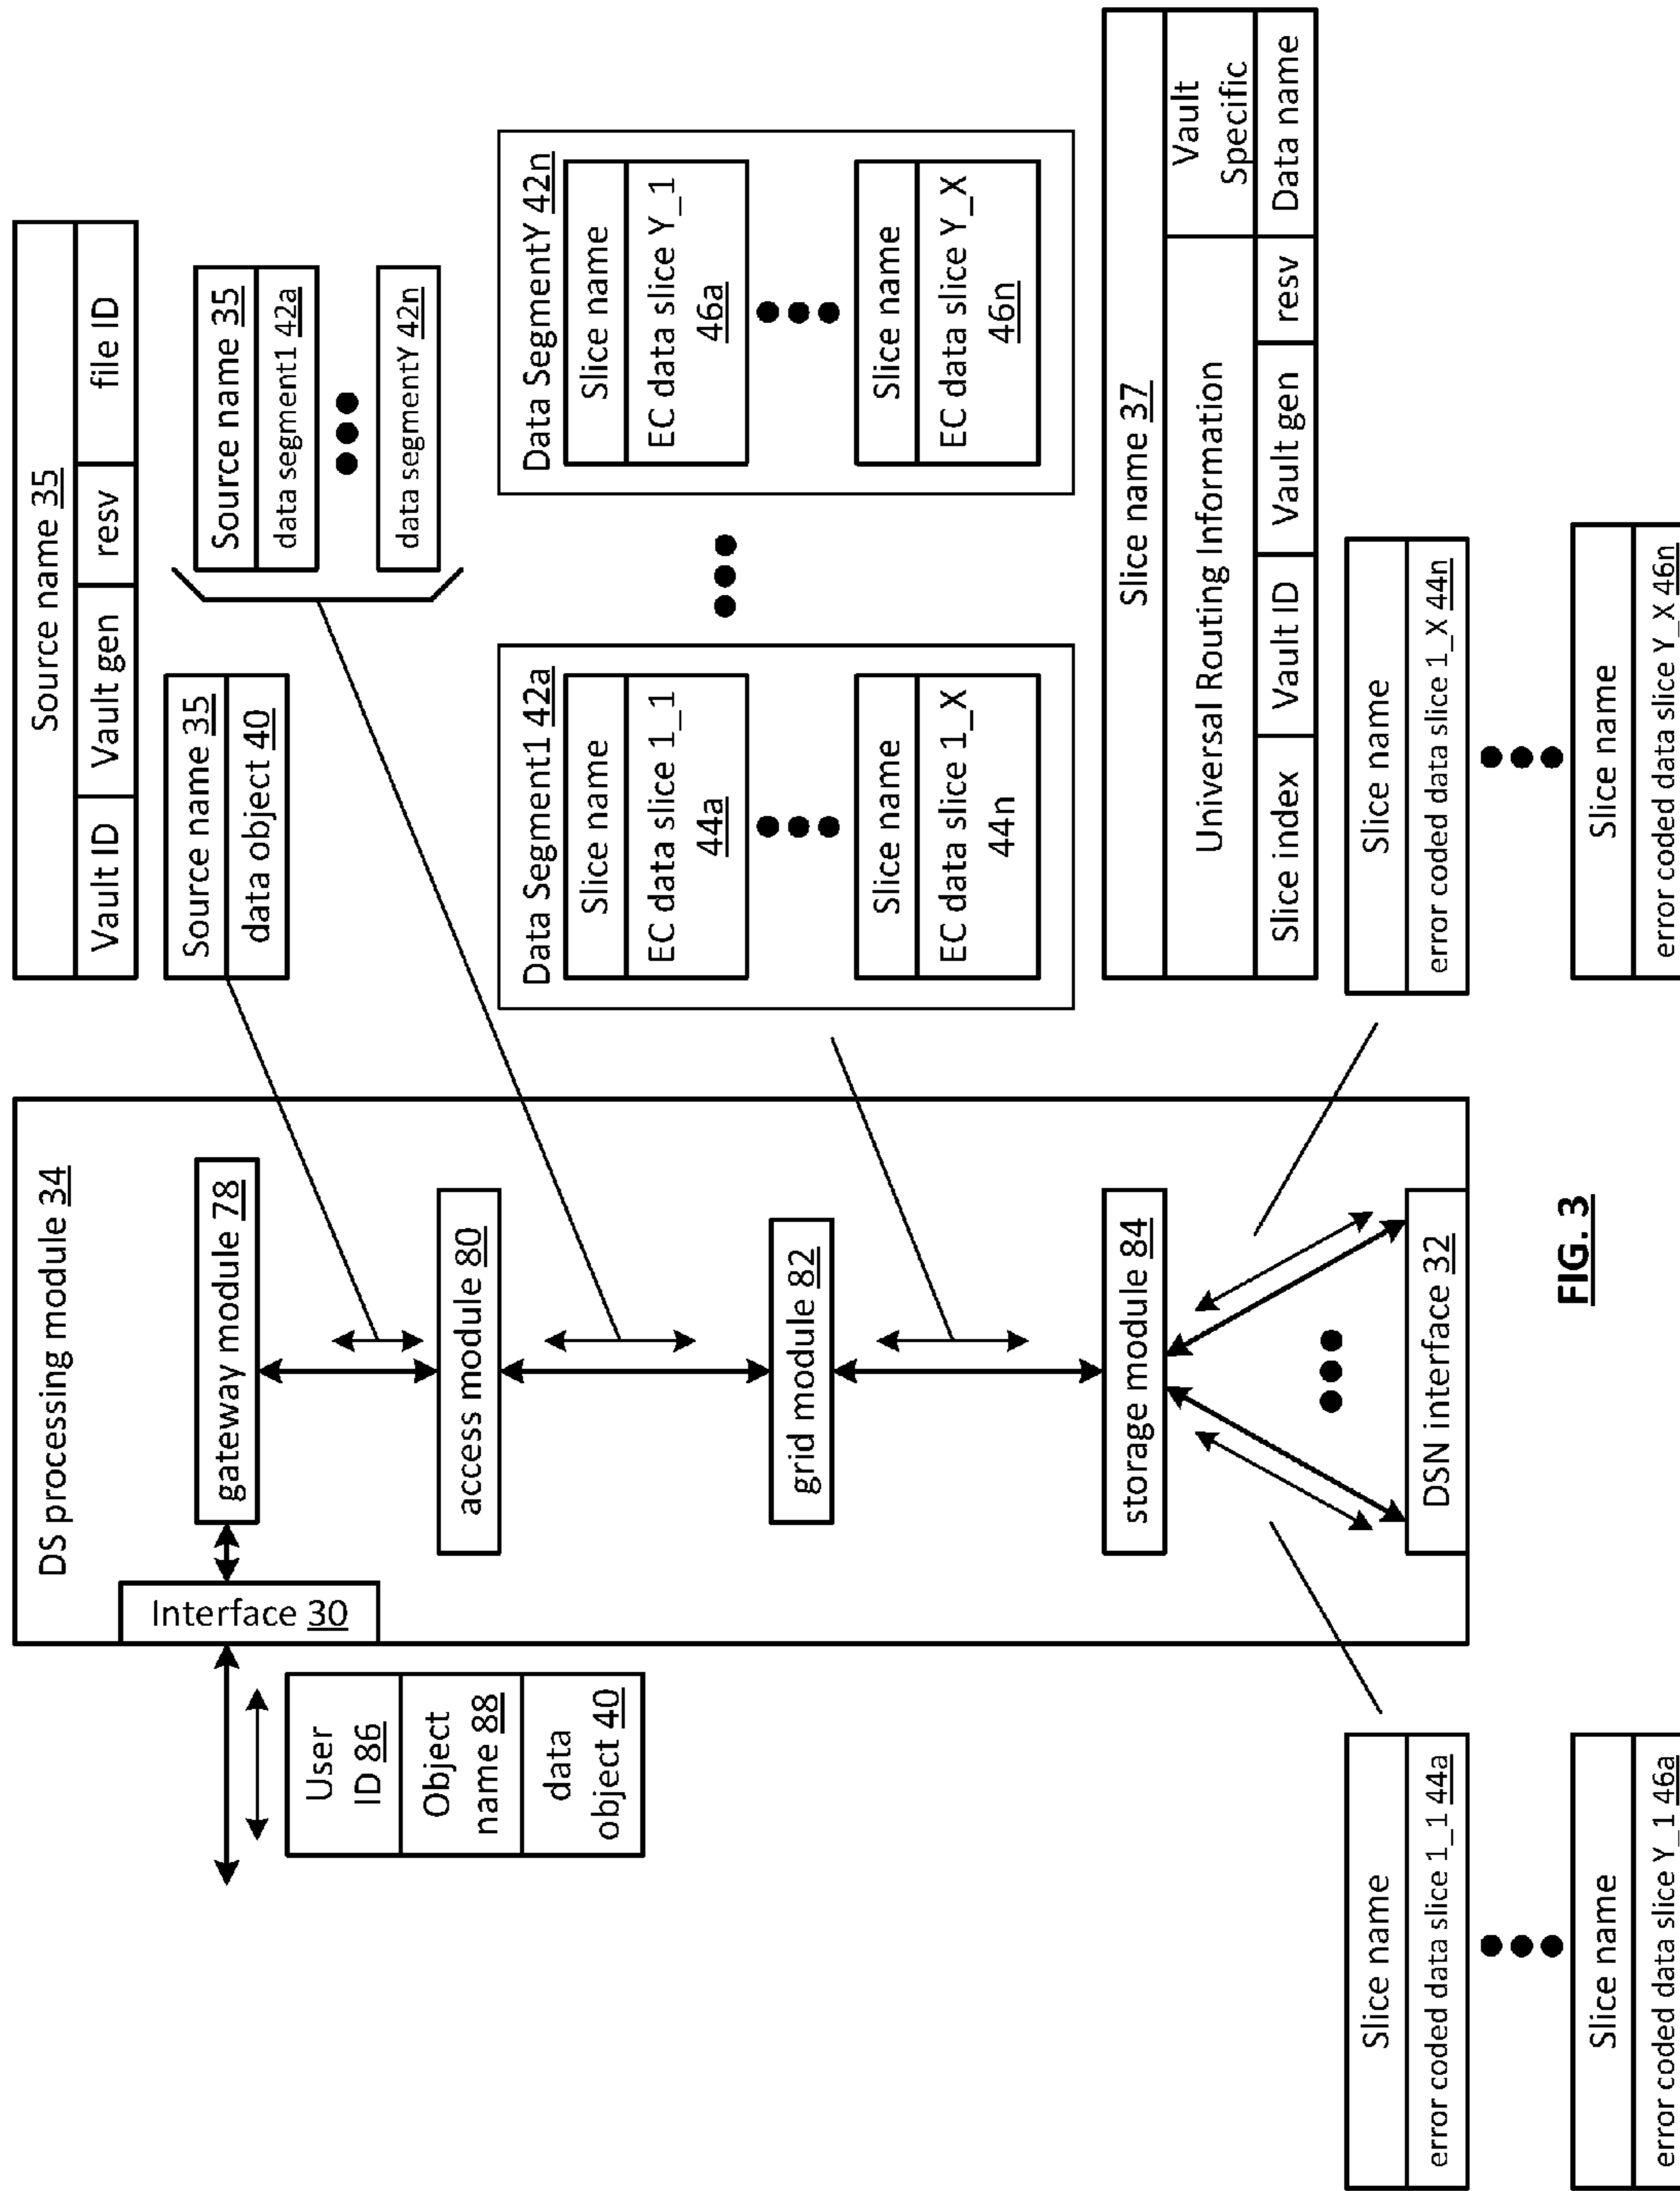 DS processing module 34
Interface 30
gateway module 78
access module 80
grid module 82
storage module 84
DSN interface 32
User
ID 86
Object
name 88
data
object 40
Source name 35
Vault ID
Vault gen
resv
file ID
Source name 35
data object 40
Source name 35
data segment1 42a
data segmentY 42n
Data Segment1 42a
Slice name
EC data slice 1_1
44a
Slice name
EC data slice 1_X
44n
Data SegmentY 42n
Slice name
EC data slice Y_1
46a
Slice name
EC data slice Y_X
46n
Slice name 37
Universal Routing Information
Vault
Specific
Slice index
Vault ID
Vault gen
resv
Data name
Slice name
error coded data slice 1_1 44a
Slice name
error coded data slice Y_1 46a
Slice name
error coded data slice 1_X 44n
Slice name
error coded data slice Y_X 46n
FIG. 3